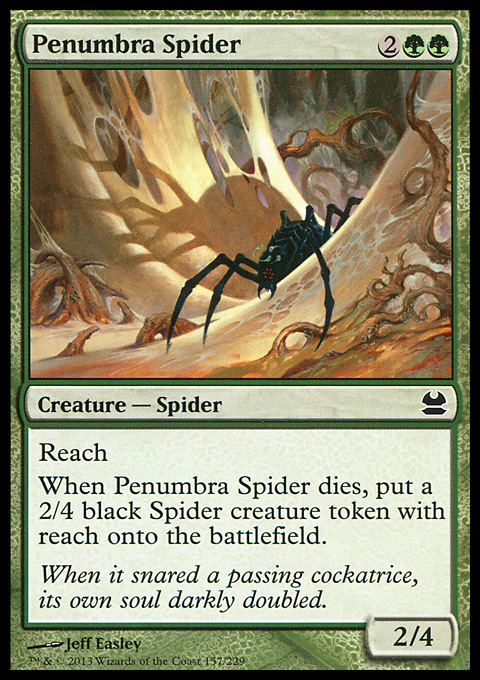 Penumbra Spider 2
Creature — Spider
Reach
When Penumbra Spider dies, put a
2/4 black Spider creature token with
reach onto the battlefield.
When it snared a passing cockatrice,
its own soul darkly doubled.
Jeff Easley
2/4
™ & © 2013 Wizards of the Coast 157/229